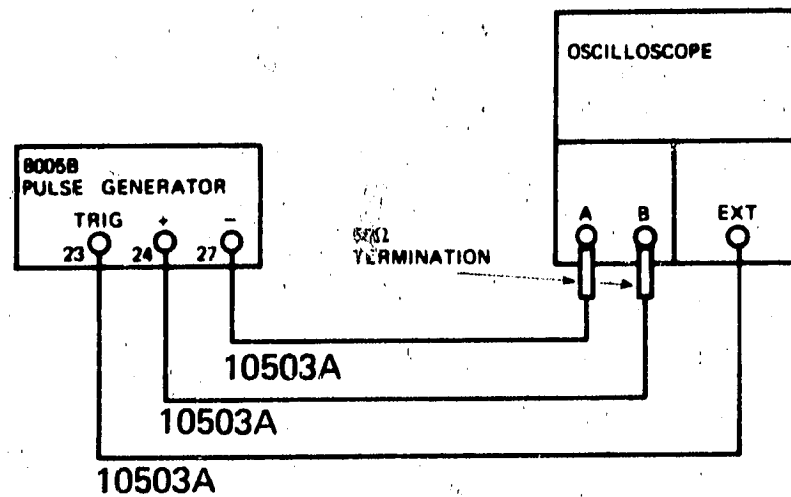 OSCILLOSCOPE
8005B
PULSE GENERATOR
TRIG + −
23 24 27
A B EXT
TERMINATION
10503A
10503A
10503A